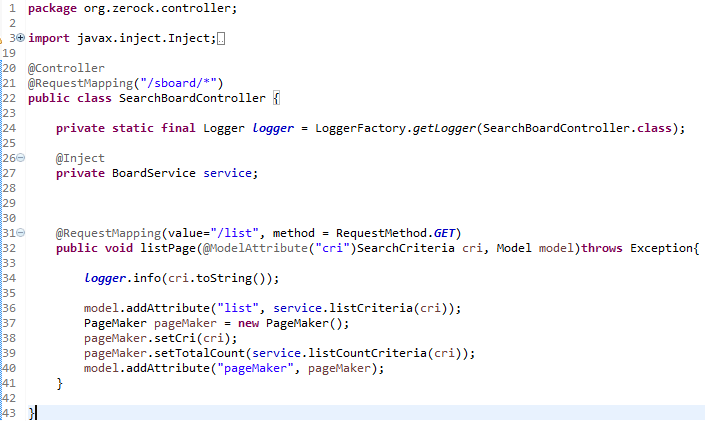 1 package org.zerock.controller;
2
3 import javax.inject.Inject;
19
20 @Controller
21 @RequestMapping("/sboard/*")
22 public class SearchBoardController {
23
24 private static final Logger logger = LoggerFactory.getLogger(SearchBoardController.class);
25
26 @Inject
27 private BoardService service;
28
29
30
31 @RequestMapping(value="/list", method = RequestMethod.GET)
32 public void listPage(@ModelAttribute("cri")SearchCriteria cri, Model model)throws Exception{
33
34 logger.info(cri.toString());
35
36 model.addAttribute("list", service.listCriteria(cri));
37 PageMaker pageMaker = new PageMaker();
38 pageMaker.setCri(cri);
39 pageMaker.setTotalCount(service.listCountCriteria(cri));
40 model.addAttribute("pageMaker", pageMaker);
41 }
42
43 }